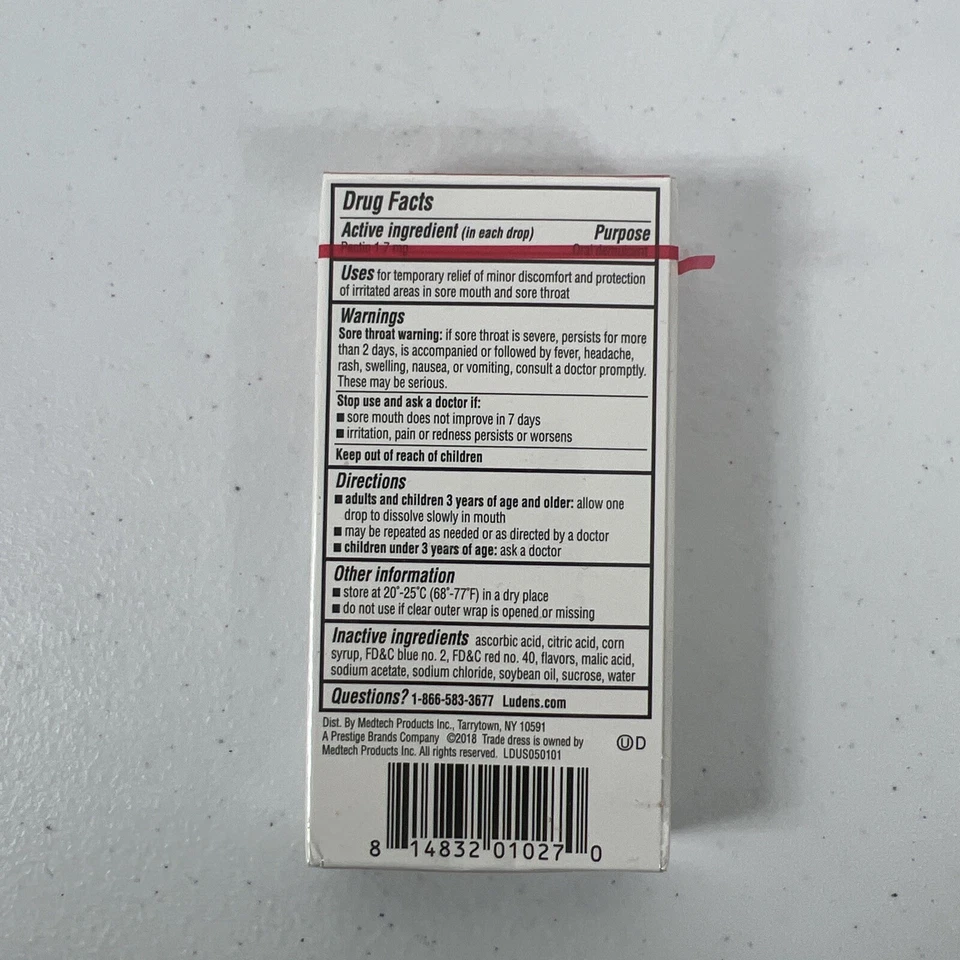 Drug Facts
Active ingredient (in each drop) Purpose
Pectin 1.7 mg Oral demulcent
Uses for temporary relief of minor discomfort and protection
of irritated areas in sore mouth and sore throat
Warnings
Sore throat warning: if sore throat is severe, persists for more
than 2 days, is accompanied or followed by fever, headache,
rash, swelling, nausea, or vomiting, consult a doctor promptly.
These may be serious.
Stop use and ask a doctor if:
■ sore mouth does not improve in 7 days
■ irritation, pain or redness persists or worsens
Keep out of reach of children
Directions
■ adults and children 3 years of age and older: allow one
drop to dissolve slowly in mouth
■ may be repeated as needed or as directed by a doctor
■ children under 3 years of age: ask a doctor
Other information
■ store at 20°-25°C (68°-77°F) in a dry place
■ do not use if clear outer wrap is opened or missing
Inactive ingredients ascorbic acid, citric acid, corn
syrup, FD&C blue no. 2, FD&C red no. 40, flavors, malic acid,
sodium acetate, sodium chloride, soybean oil, sucrose, water
Questions? 1-866-583-3677 Ludens.com
Dist. By Medtech Products Inc., Tarrytown, NY 10591
A Prestige Brands Company ©2018 Trade dress is owned by
Medtech Products Inc. All rights reserved. LDUS050101
Ⓤ D
8 14832 01027 0